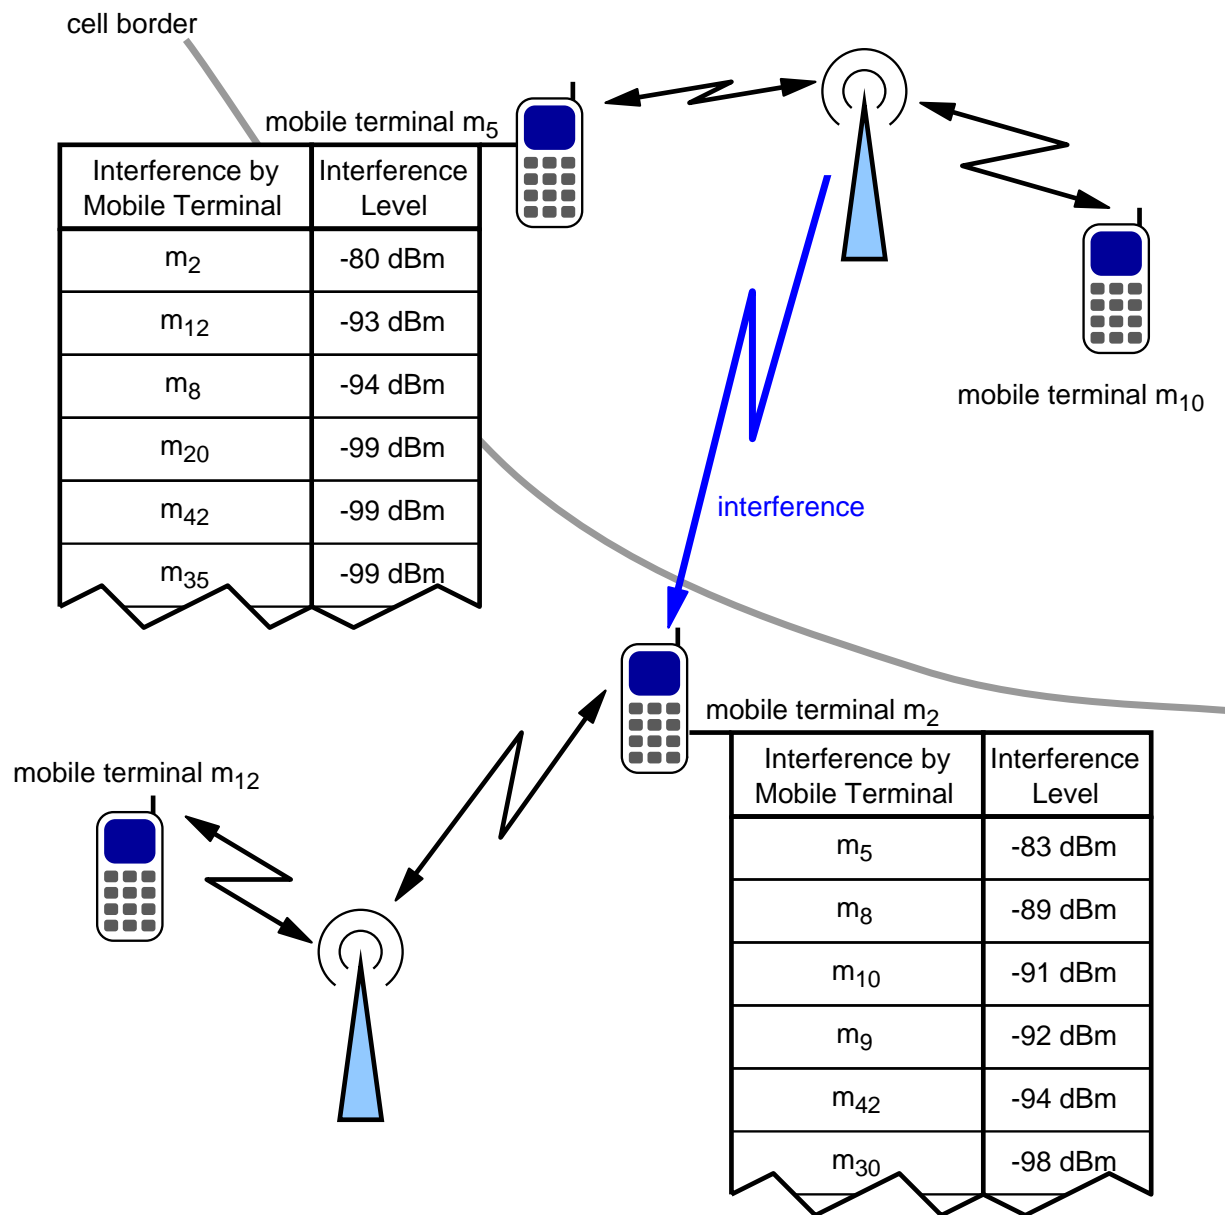 cell border
mobile terminal m5
Interference by
Mobile Terminal
Interference
Level
m2
-80 dBm
m12
-93 dBm
m8
-94 dBm
m20
-99 dBm
m42
-99 dBm
m35
-99 dBm
mobile terminal m10
interference
mobile terminal m2
Interference by
Mobile Terminal
Interference
Level
m5
-83 dBm
m8
-89 dBm
m10
-91 dBm
m9
-92 dBm
m42
-94 dBm
m30
-98 dBm
mobile terminal m12